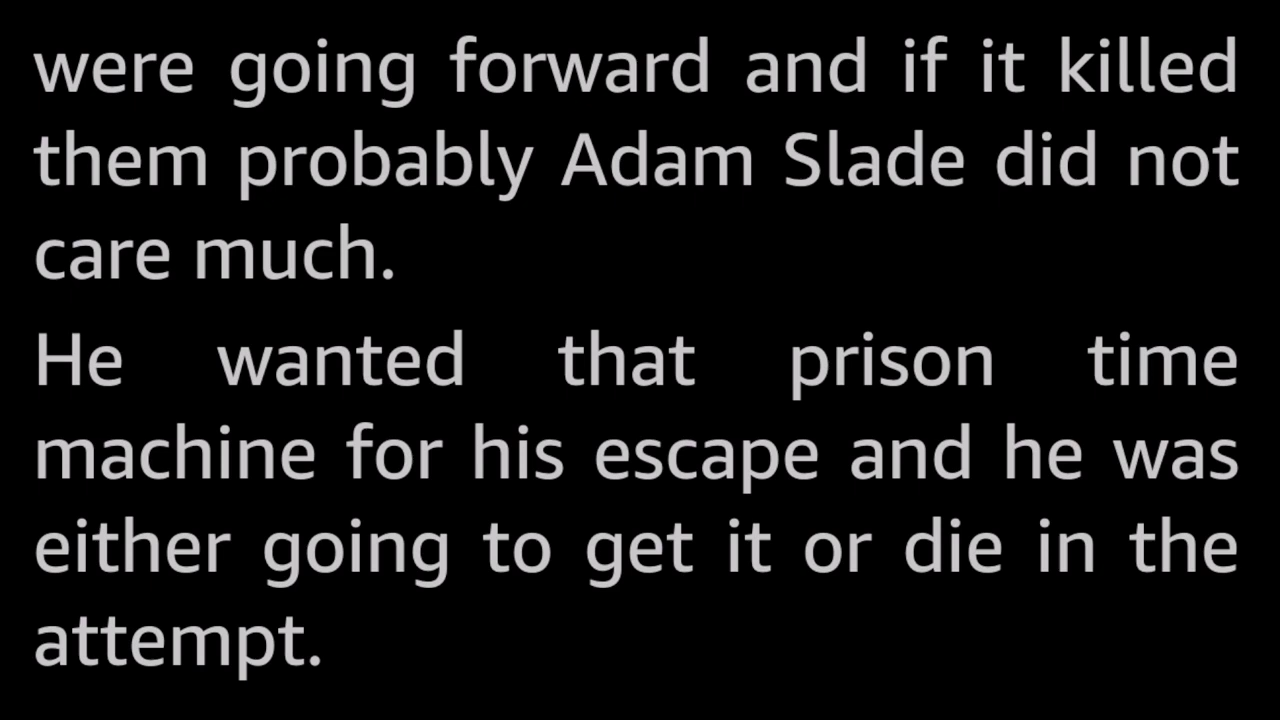 were going forward and if it killed
them probably Adam Slade did not
care much.
He wanted that prison time
machine for his escape and he was
either going to get it or die in the
attempt.